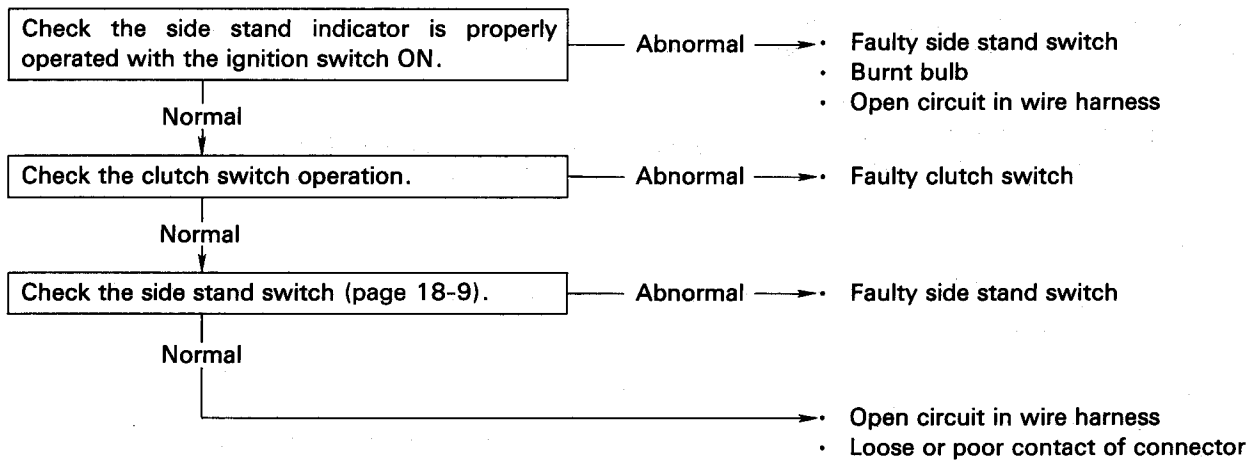 Check the side stand indicator is properly
operated with the ignition switch ON.
Abnormal
· Faulty side stand switch
· Burnt bulb
· Open circuit in wire harness
Normal
Check the clutch switch operation.
Abnormal
· Faulty clutch switch
Normal
Check the side stand switch (page 18-9).
Abnormal
· Faulty side stand switch
Normal
· Open circuit in wire harness
· Loose or poor contact of connector